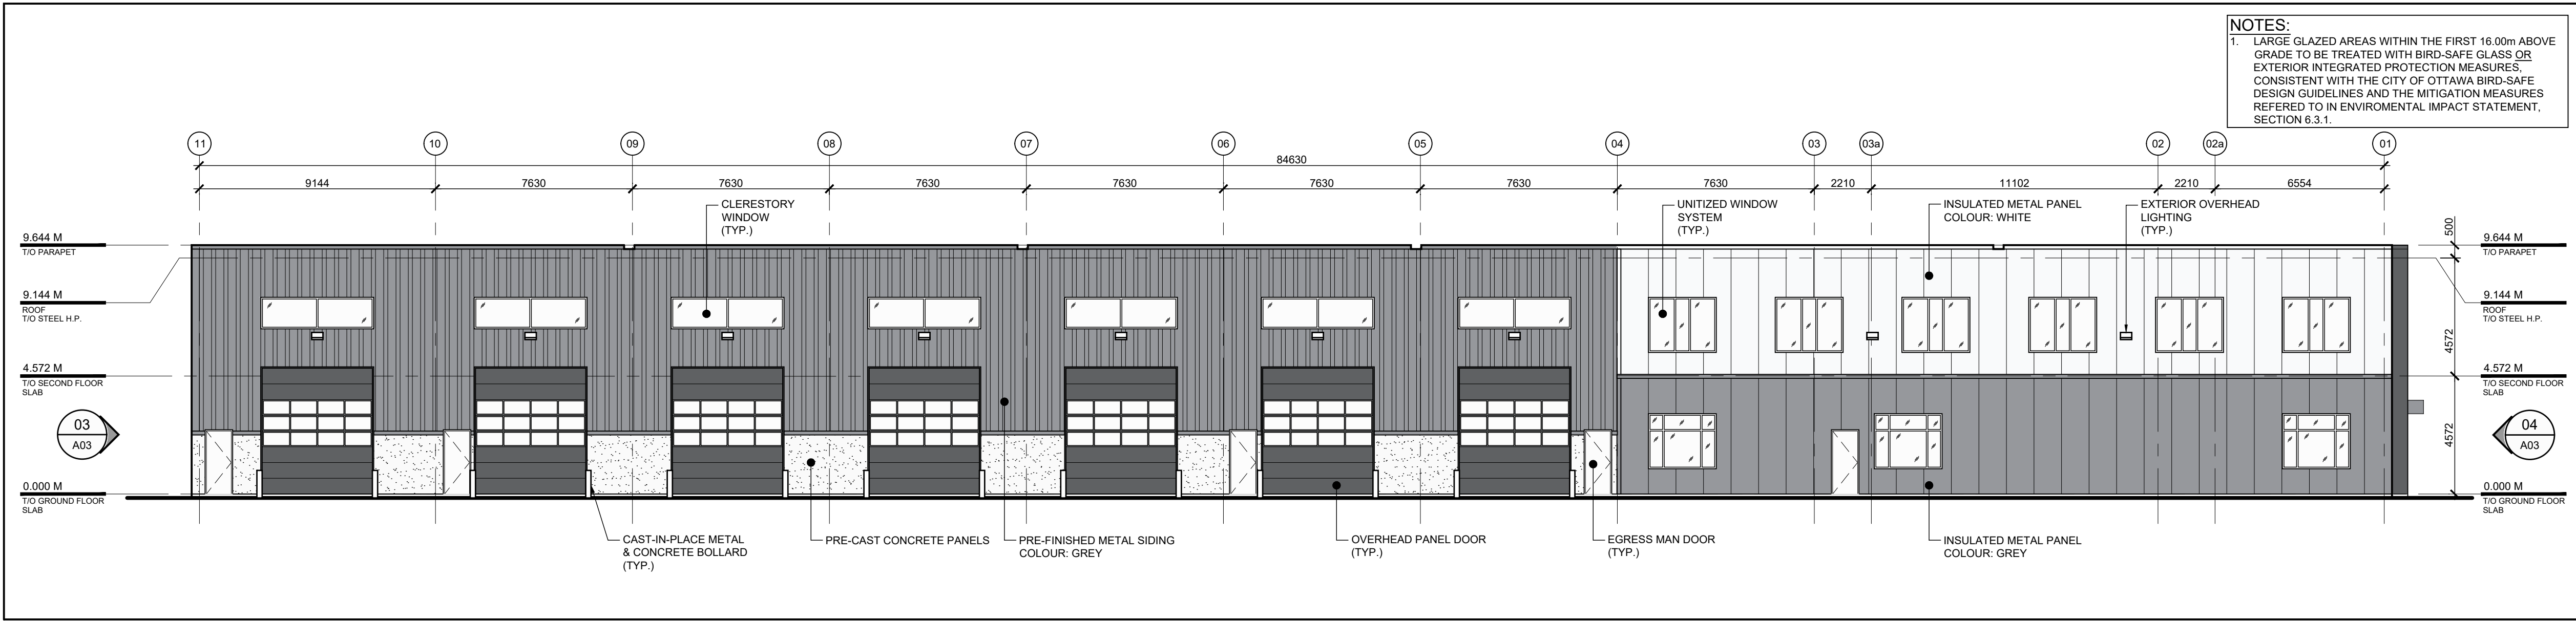 NOTES:
1. LARGE GLAZED AREAS WITHIN THE FIRST 16.00m ABOVE
GRADE TO BE TREATED WITH BIRD-SAFE GLASS OR
EXTERIOR INTEGRATED PROTECTION MEASURES,
CONSISTENT WITH THE CITY OF OTTAWA BIRD-SAFE
DESIGN GUIDELINES AND THE MITIGATION MEASURES
REFERED TO IN ENVIROMENTAL IMPACT STATEMENT,
SECTION 6.3.1.
11 10 09 08 07 06 05 04 03 03a 02 02a 01
84630
9144 7630 7630 7630 7630 7630 7630 7630 2210 11102 2210 6554
CLERESTORY
WINDOW
(TYP.)
UNITIZED WINDOW
SYSTEM
(TYP.)
INSULATED METAL PANEL
COLOUR: WHITE
EXTERIOR OVERHEAD
LIGHTING
(TYP.)
9.644 M
T/O PARAPET
9.144 M
ROOF
T/O STEEL H.P.
4.572 M
T/O SECOND FLOOR
SLAB
03
A03
0.000 M
T/O GROUND FLOOR
SLAB
500
4572
4572
9.644 M
T/O PARAPET
9.144 M
ROOF
T/O STEEL H.P.
4.572 M
T/O SECOND FLOOR
SLAB
04
A03
0.000 M
T/O GROUND FLOOR
SLAB
CAST-IN-PLACE METAL
& CONCRETE BOLLARD
(TYP.)
PRE-CAST CONCRETE PANELS
PRE-FINISHED METAL SIDING
COLOUR: GREY
OVERHEAD PANEL DOOR
(TYP.)
EGRESS MAN DOOR
(TYP.)
INSULATED METAL PANEL
COLOUR: GREY